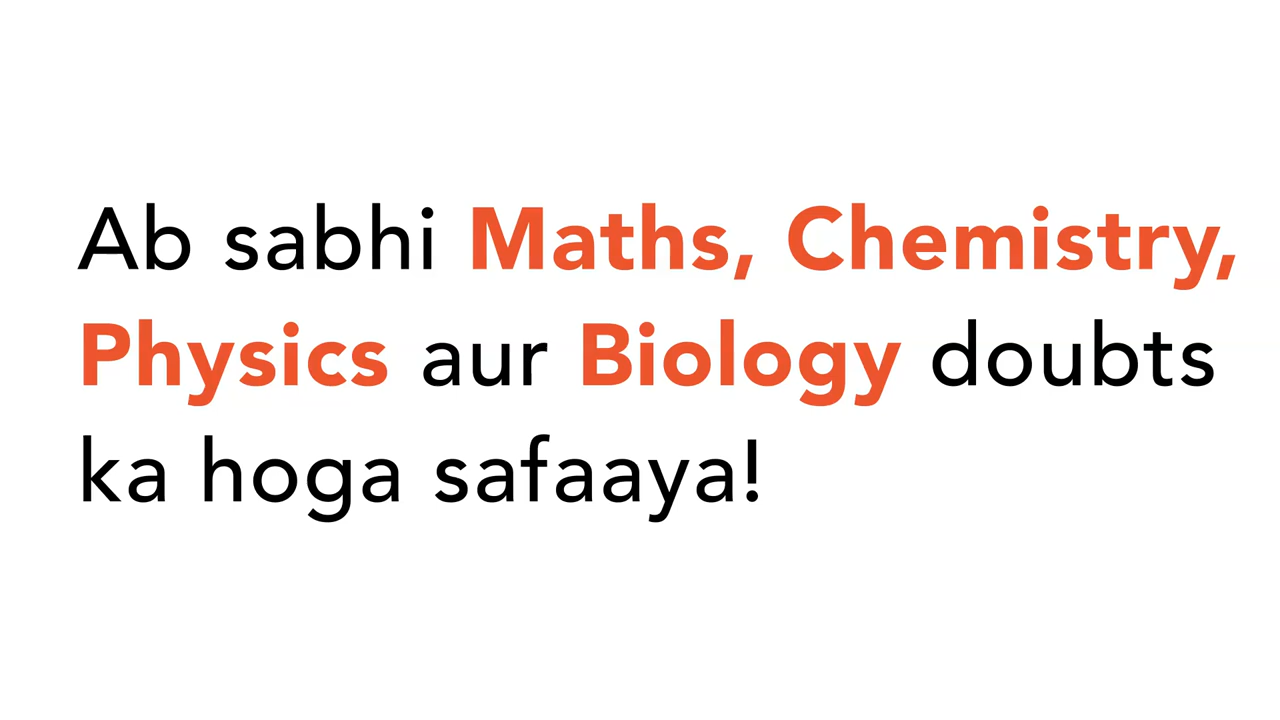 Ab sabhi Maths, Chemistry,
Physics aur Biology doubts
ka hoga safaaya!